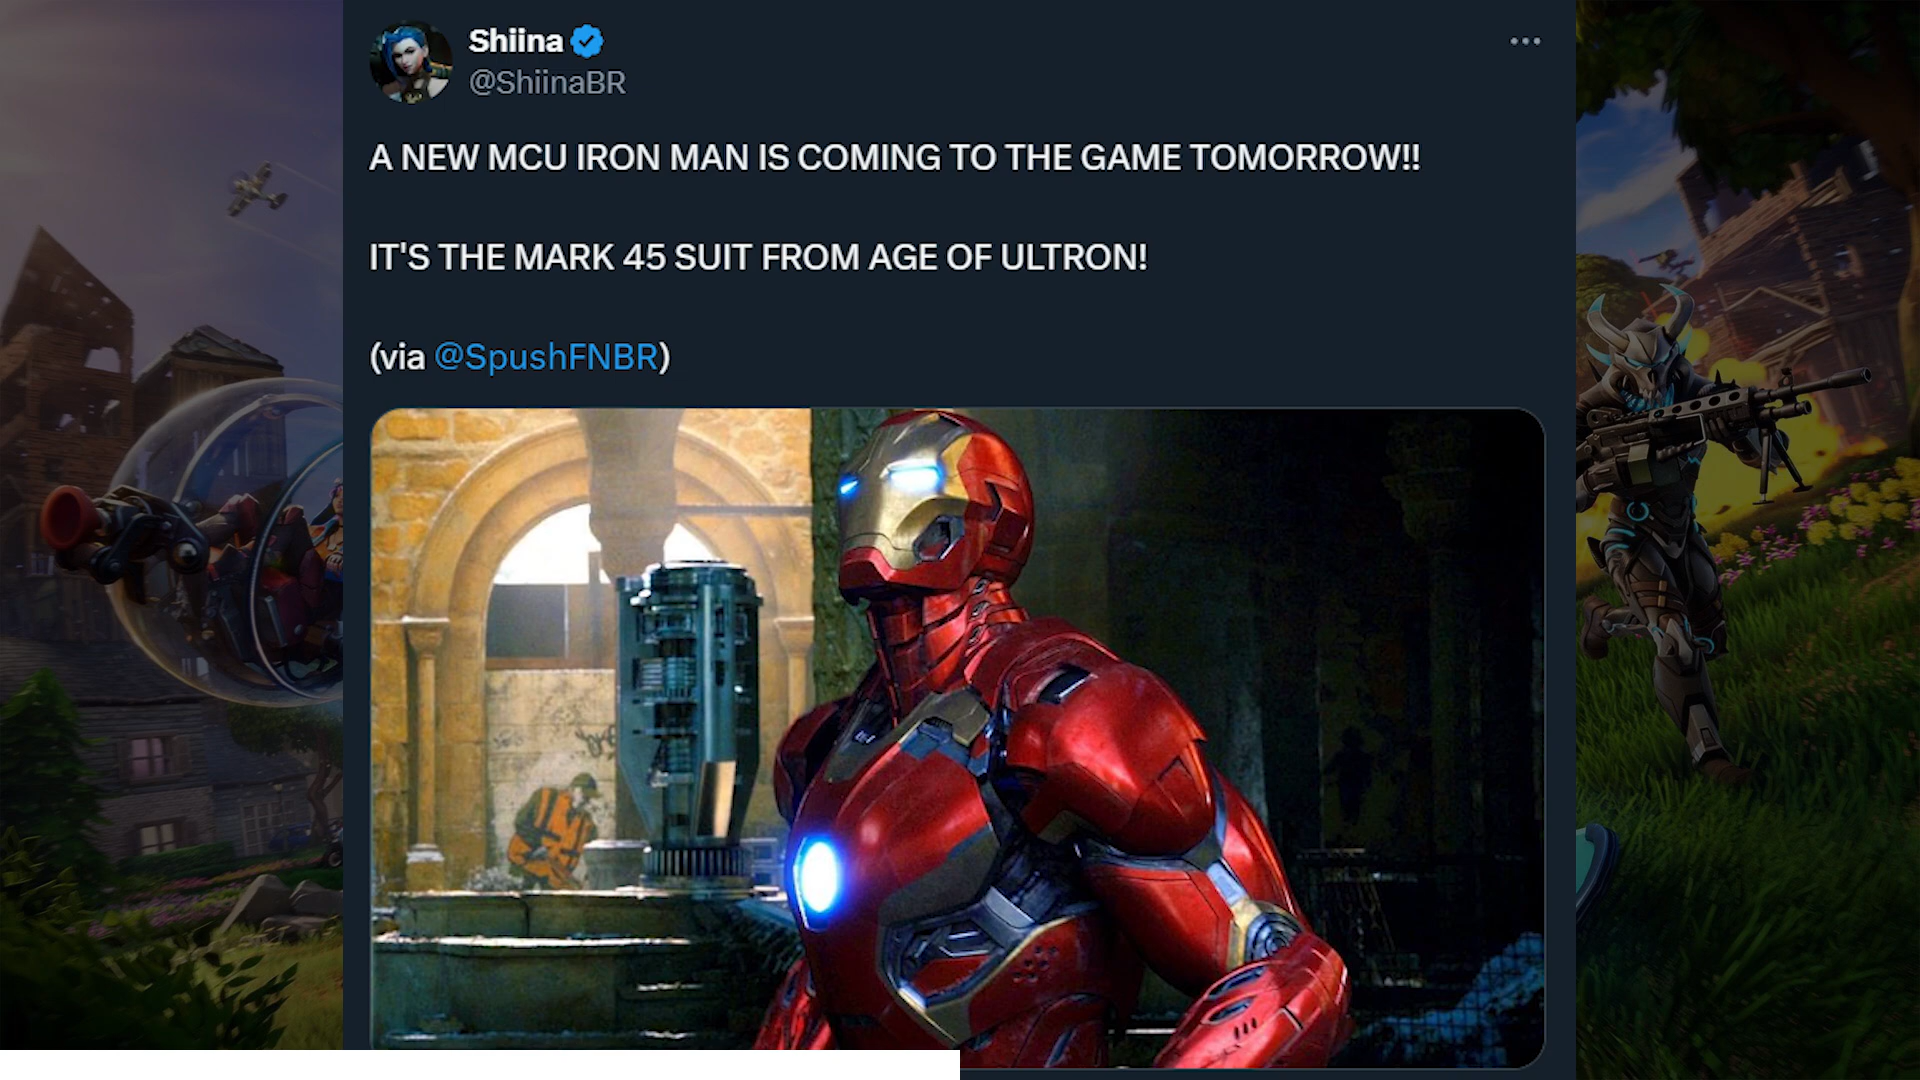 Shiina
@ShiinaBR
A NEW MCU IRON MAN IS COMING TO THE GAME TOMORROW!!
IT'S THE MARK 45 SUIT FROM AGE OF ULTRON!
(via @SpushFNBR)